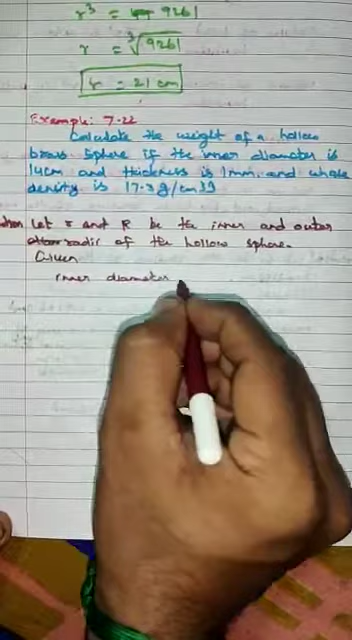 r³ = 9261
r = ³√9261
r = 21 cm
Example: 7.22
Calculate the weight of a hollow
brass sphere if the inner diameter is
14cm and thickness is 1mm, and whose
density is 17.3g/cm³
Let r and R be the inner and outer
radii of the hollow sphere.
Given
inner diameter